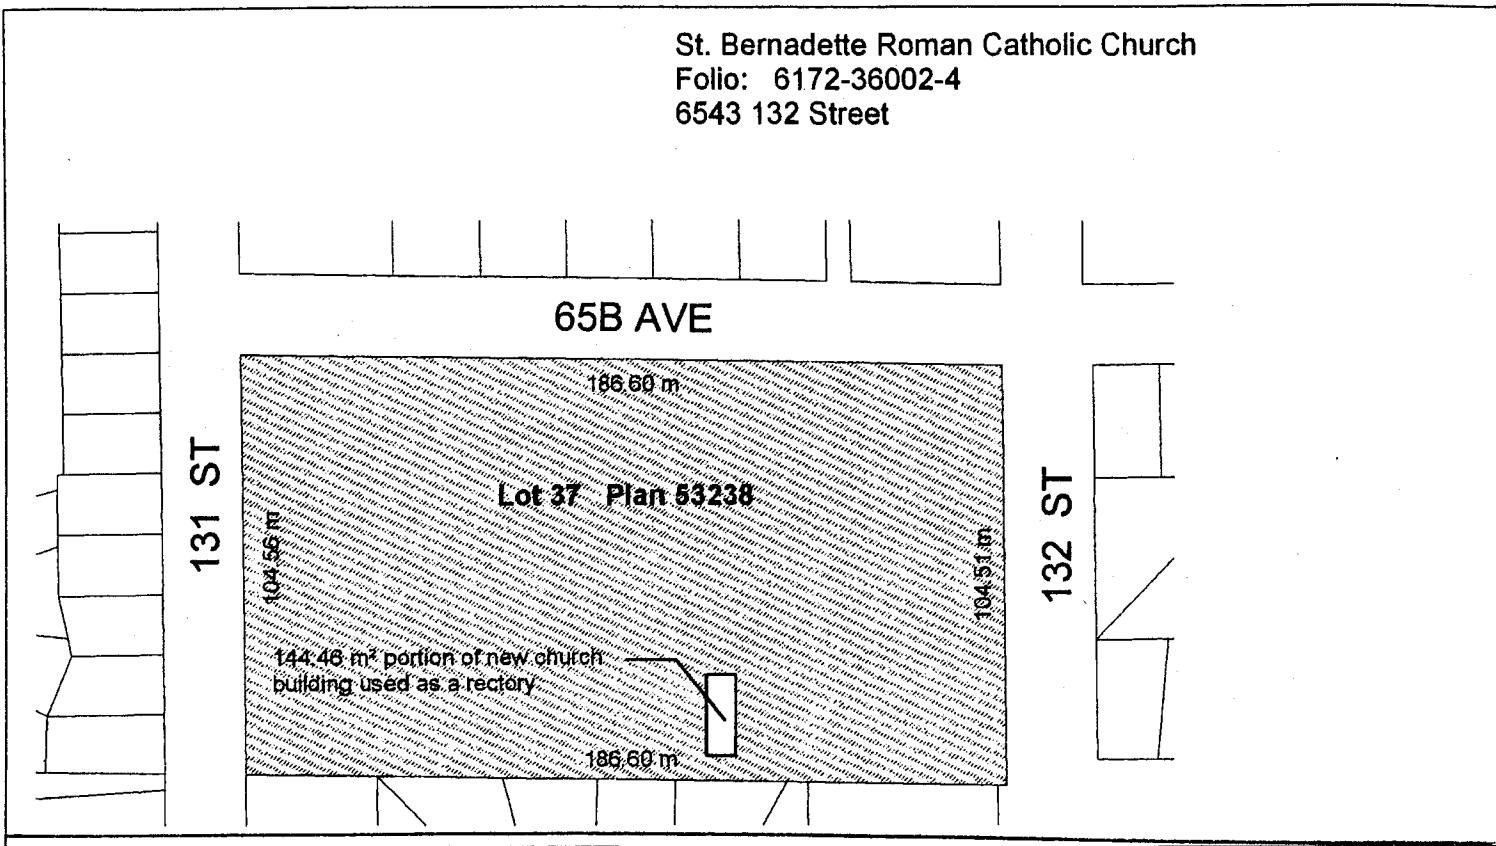 St. Bernadette Roman Catholic Church
Folio: 6172-36002-4
6543 132 Street
65B AVE
186.60 m
131 ST
Lot 37 Plan 53238
132 ST
104.56 m
104.51 m
144.46 m² portion of new church
building used as a rectory
186.60 m